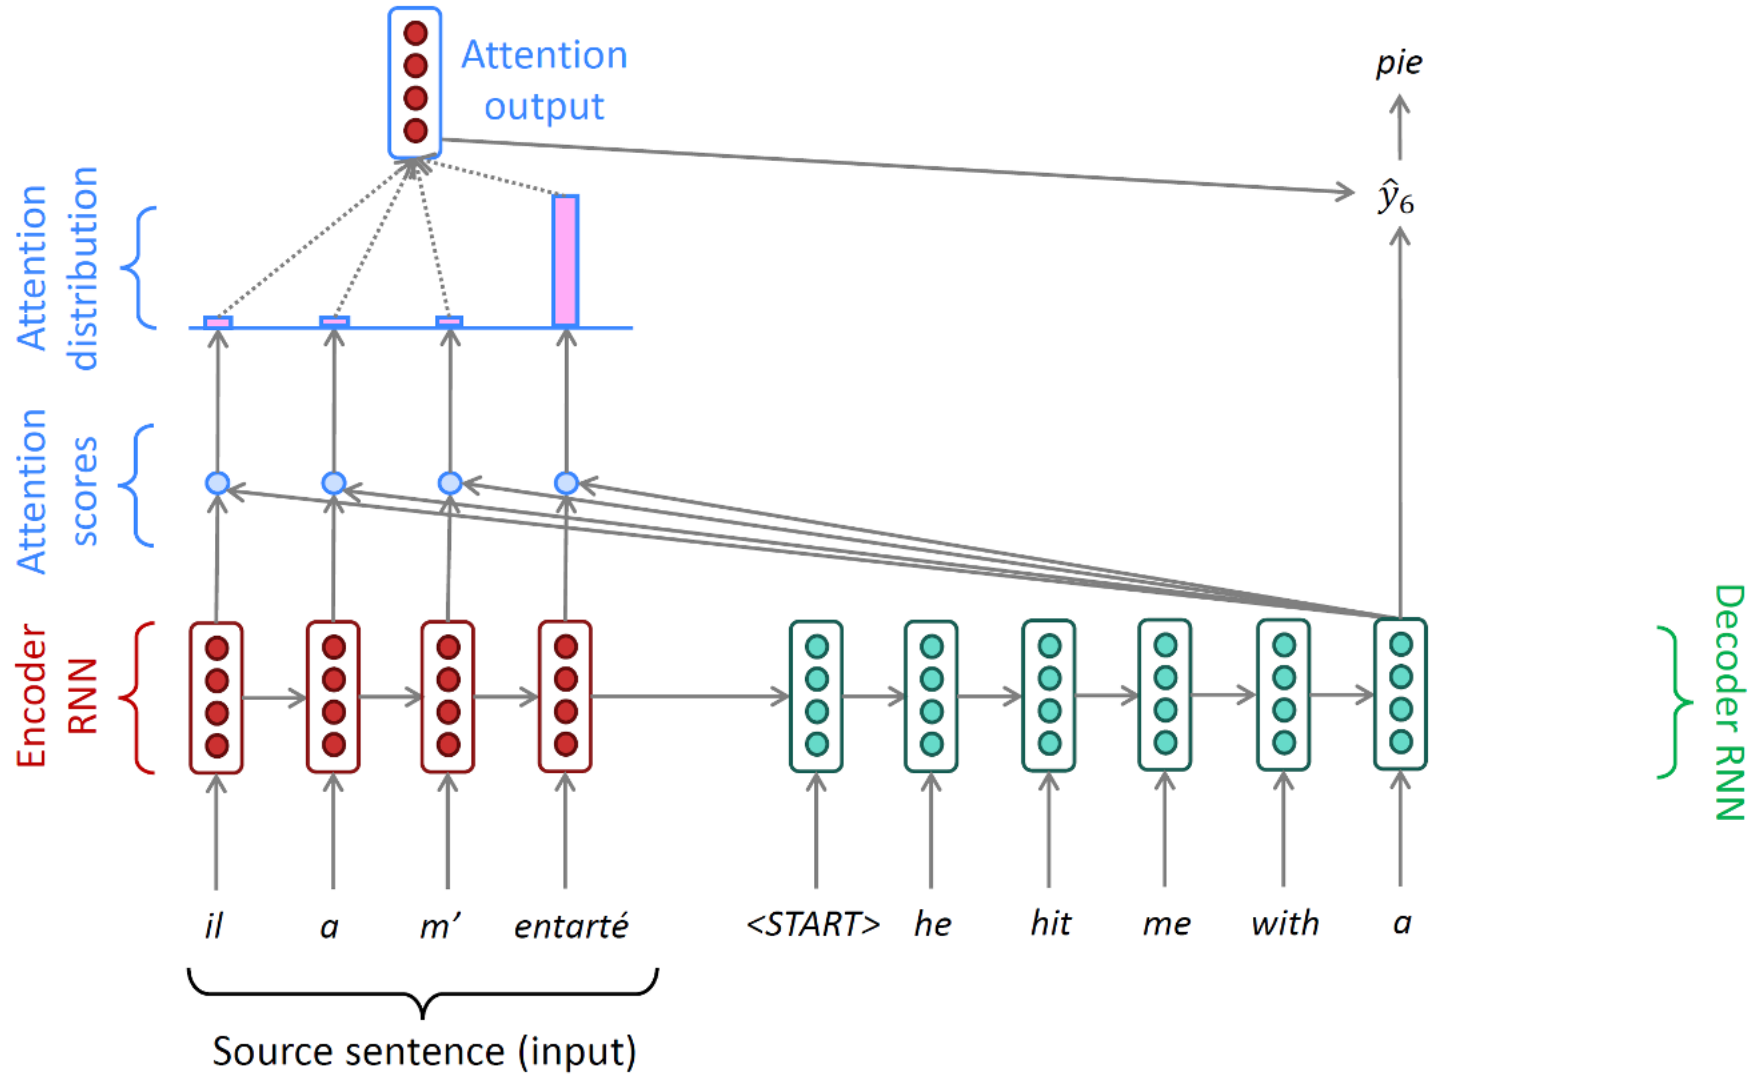 Attention
output
pie
ŷ₆
Attention
distribution
Attention
scores
Encoder
RNN
Decoder RNN
il a m’ entarté <START> he hit me with a
Source sentence (input)